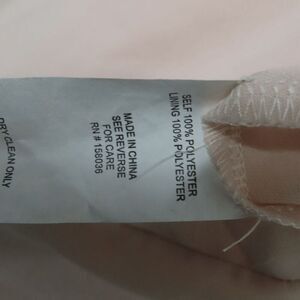 SELF 100% POLYESTER
LINING 100% POLYESTER
MADE IN CHINA
SEE REVERSE
FOR CARE
RN # 158036
DRY CLEAN ONLY